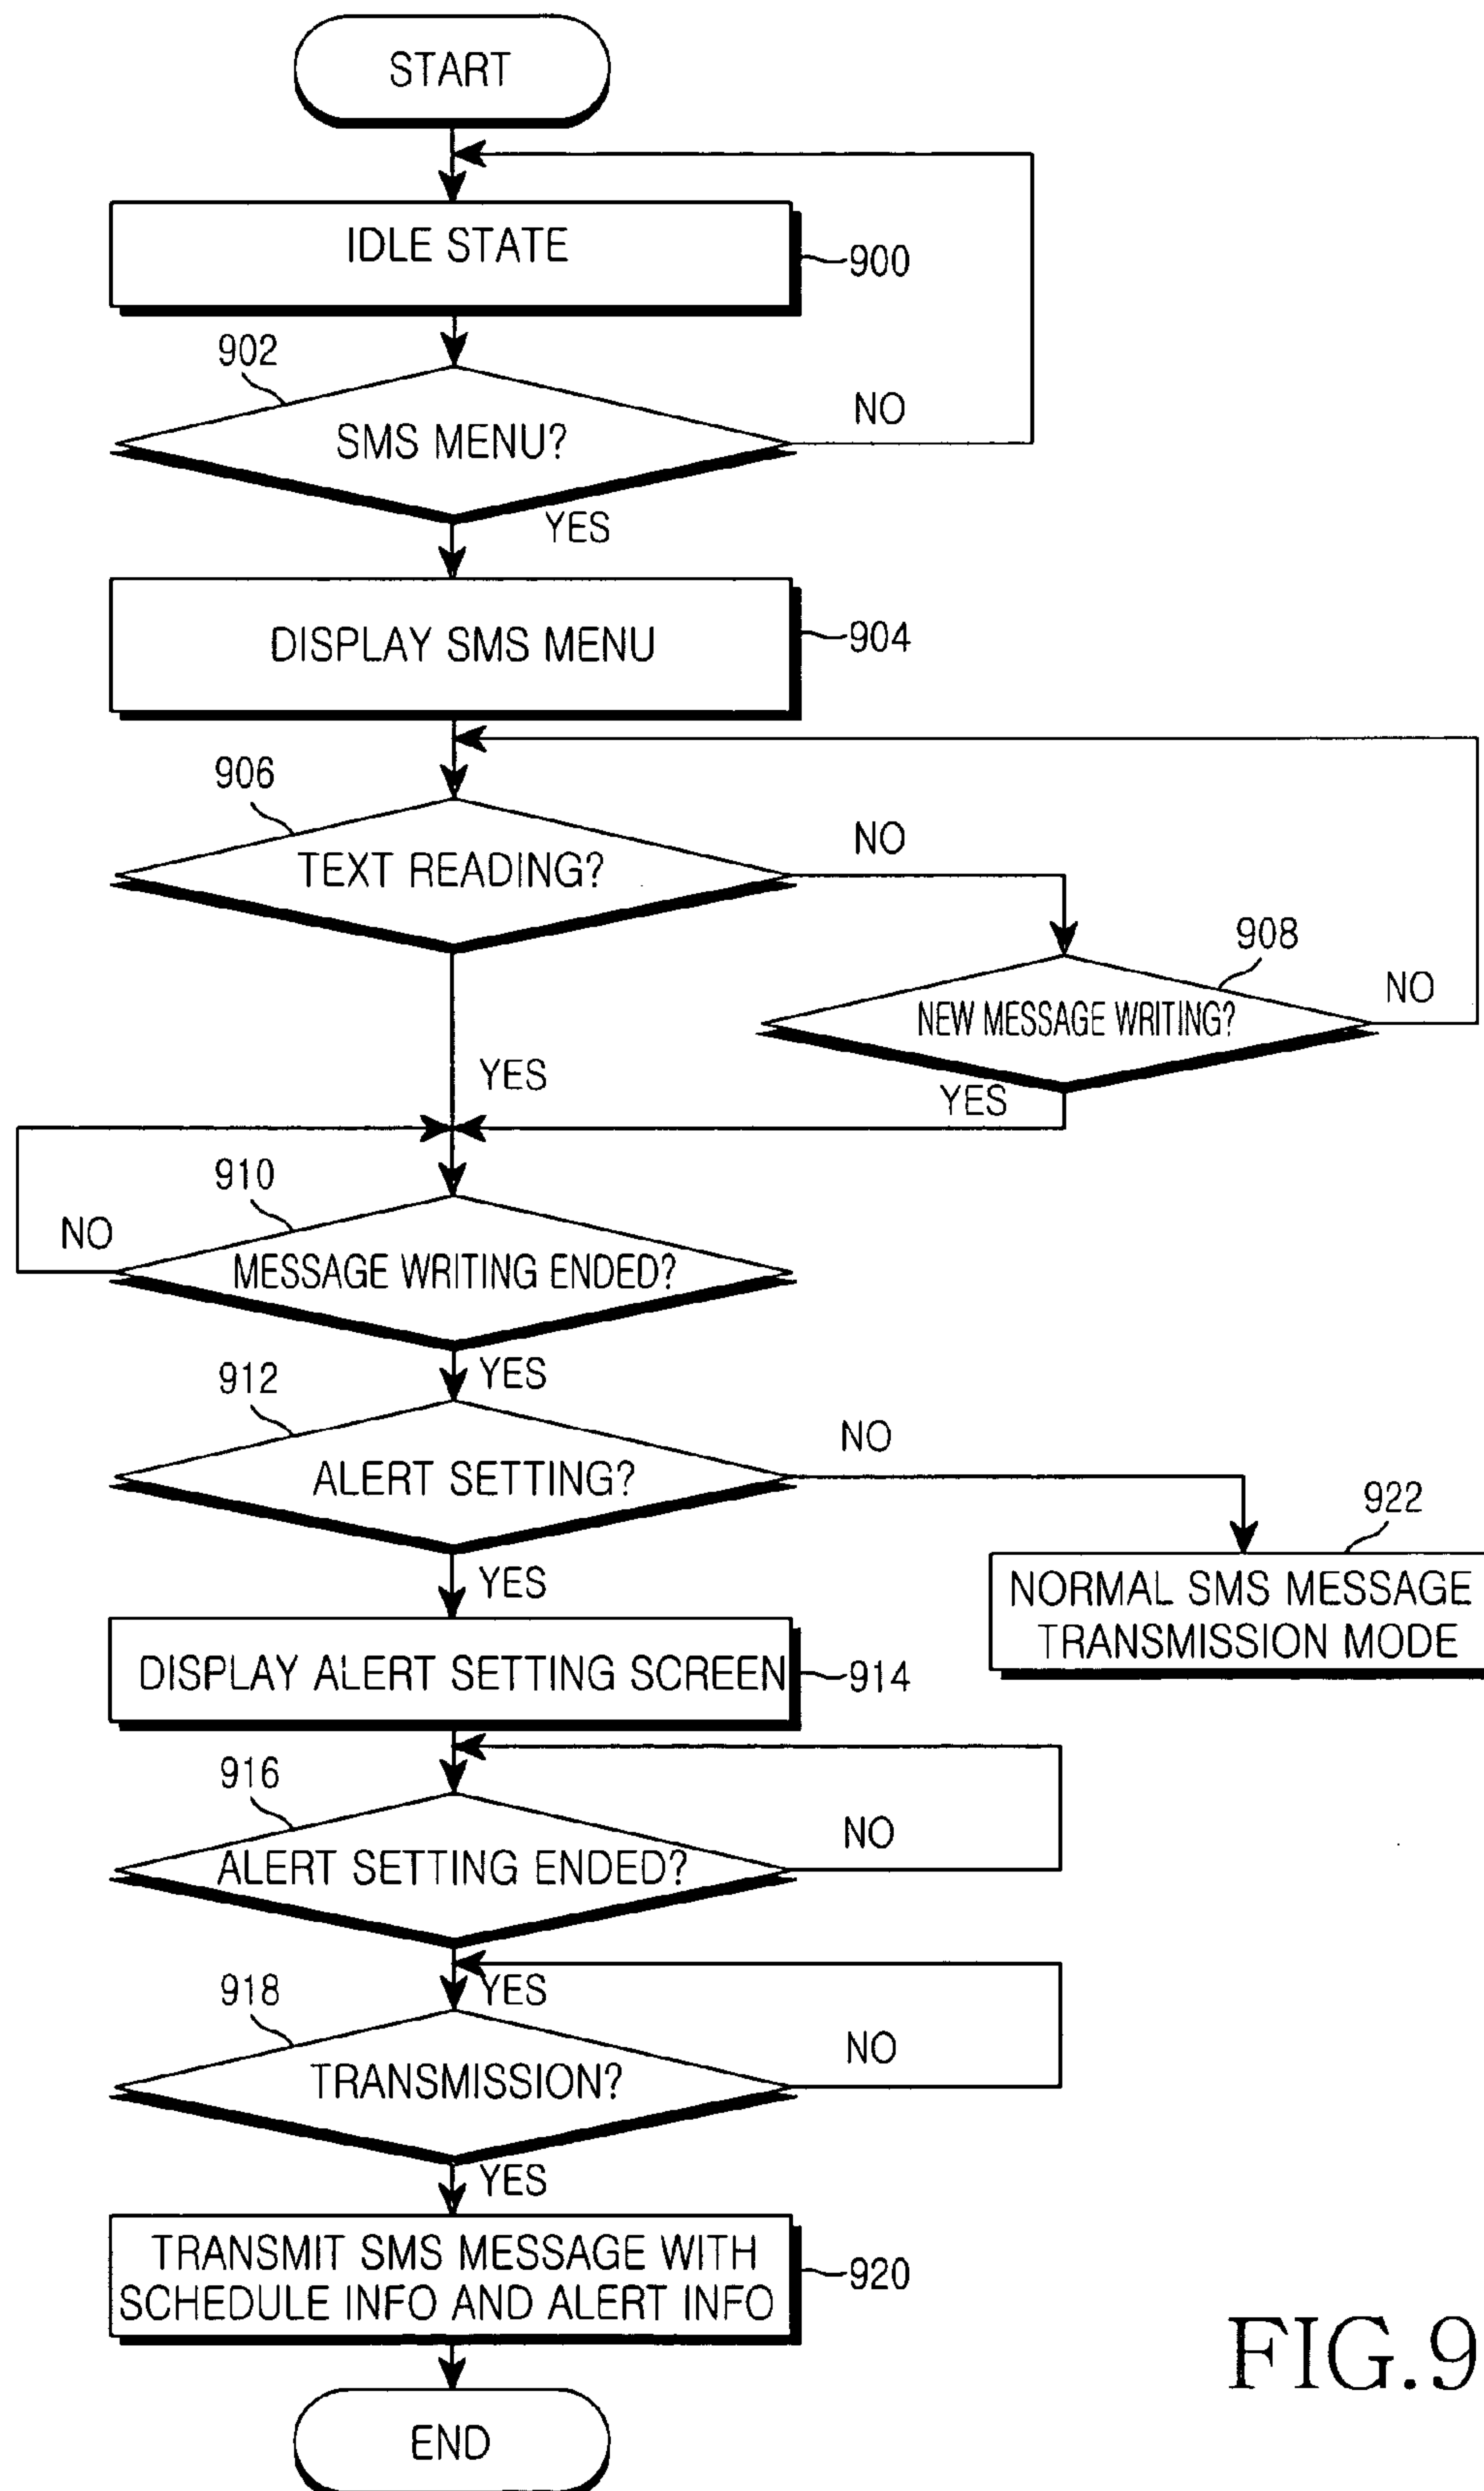 START
IDLE STATE
900
902
SMS MENU?
NO
YES
DISPLAY SMS MENU
904
906
TEXT READING?
NO
908
NEW MESSAGE WRITING?
NO
YES
YES
910
NO
MESSAGE WRITING ENDED?
YES
912
ALERT SETTING?
NO
922
NORMAL SMS MESSAGE
TRANSMISSION MODE
YES
DISPLAY ALERT SETTING SCREEN
914
916
ALERT SETTING ENDED?
NO
YES
918
TRANSMISSION?
NO
YES
TRANSMIT SMS MESSAGE WITH
SCHEDULE INFO AND ALERT INFO
920
END
FIG.9